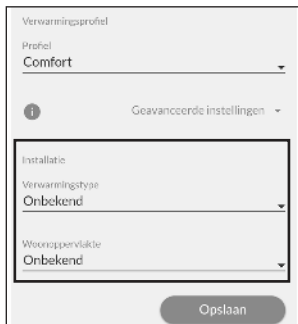 Verwarmingsprofiel
Profiel
Comfort
Geavanceerde instellingen
Installatie
Verwarmingstype
Onbekend
Woonoppervlakte
Onbekend
Opslaan